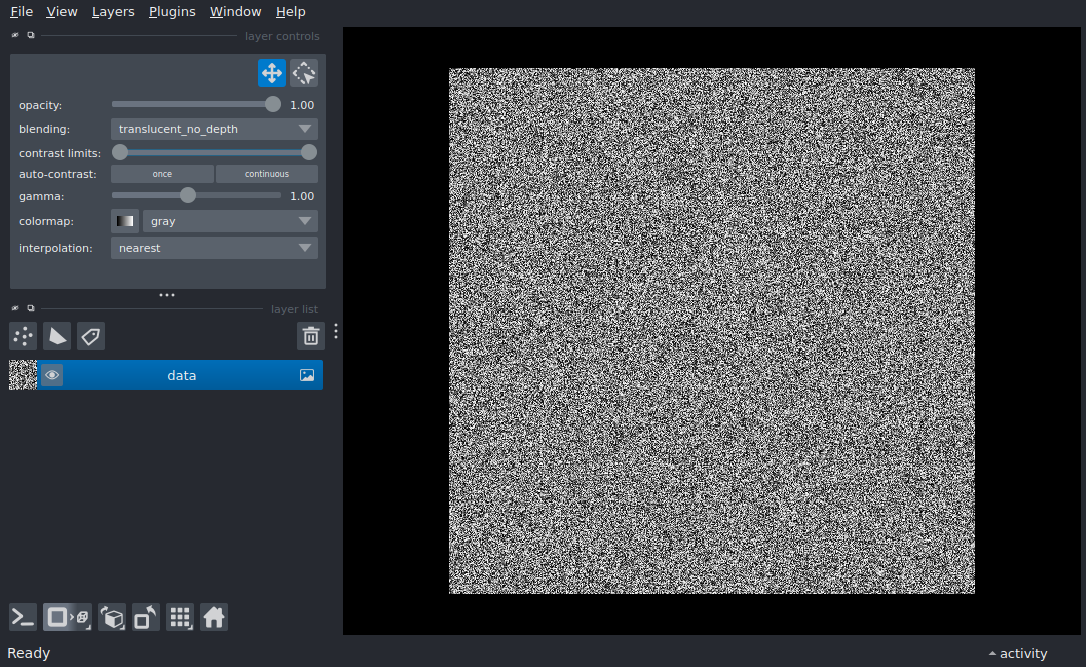 File View Layers Plugins Window Help
layer controls
opacity: 1.00
blending: translucent_no_depth
contrast limits:
auto-contrast: once continuous
gamma: 1.00
colormap: gray
interpolation: nearest
layer list
data
Ready activity